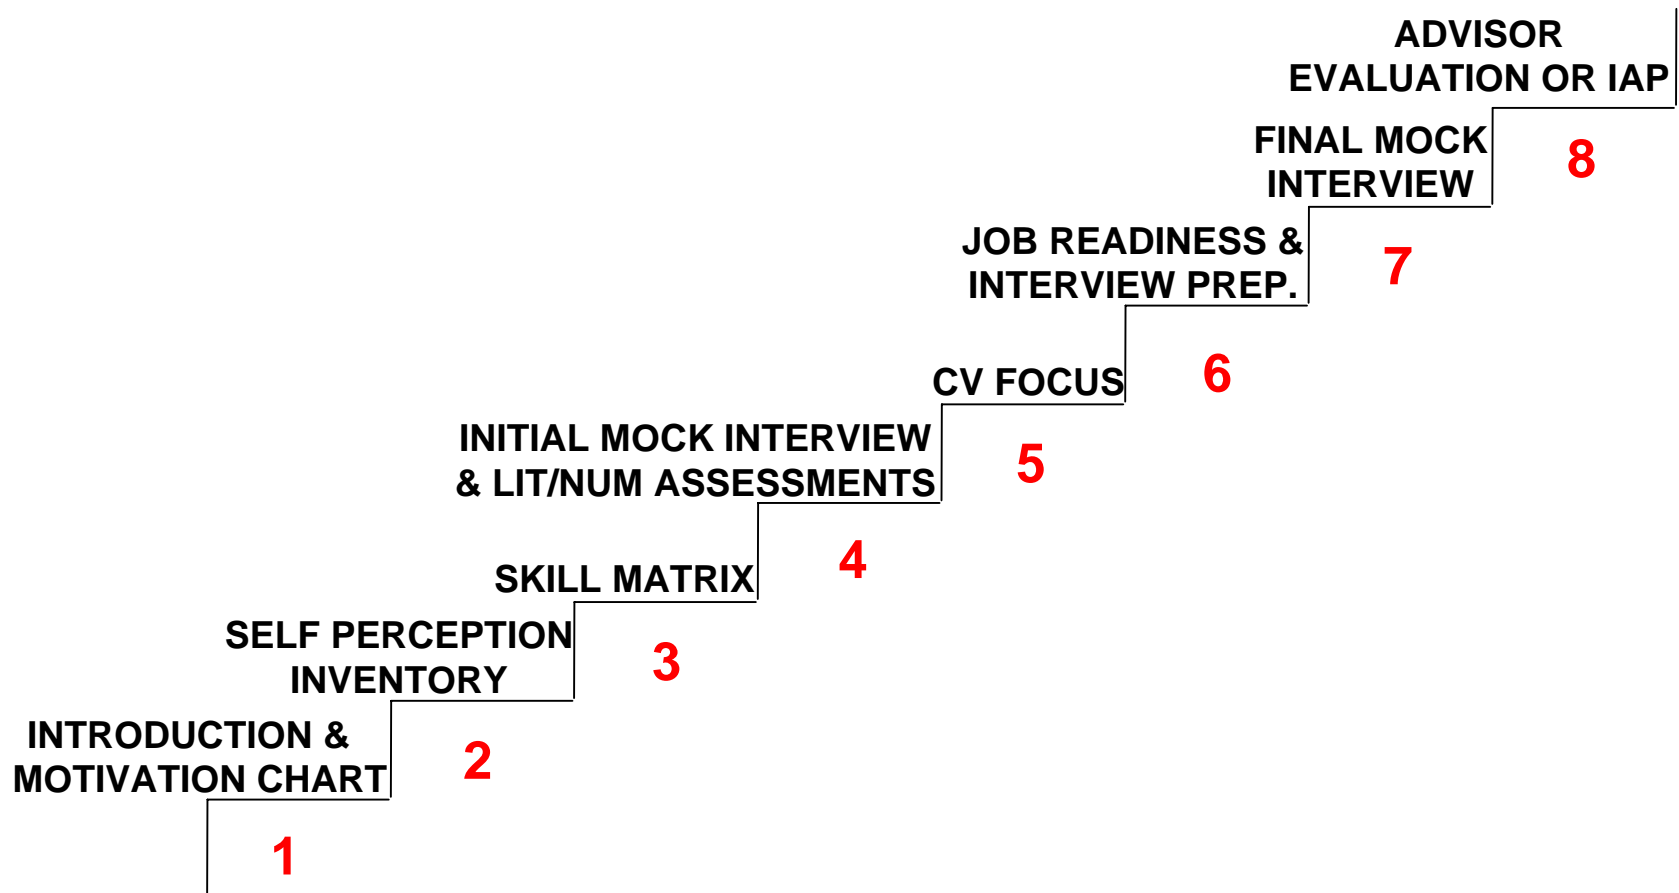 ADVISOR
EVALUATION OR IAP
8
FINAL MOCK
INTERVIEW
7
JOB READINESS &
INTERVIEW PREP.
6
CV FOCUS
5
INITIAL MOCK INTERVIEW
& LIT/NUM ASSESSMENTS
4
SKILL MATRIX
3
SELF PERCEPTION
INVENTORY
2
INTRODUCTION &
MOTIVATION CHART
1